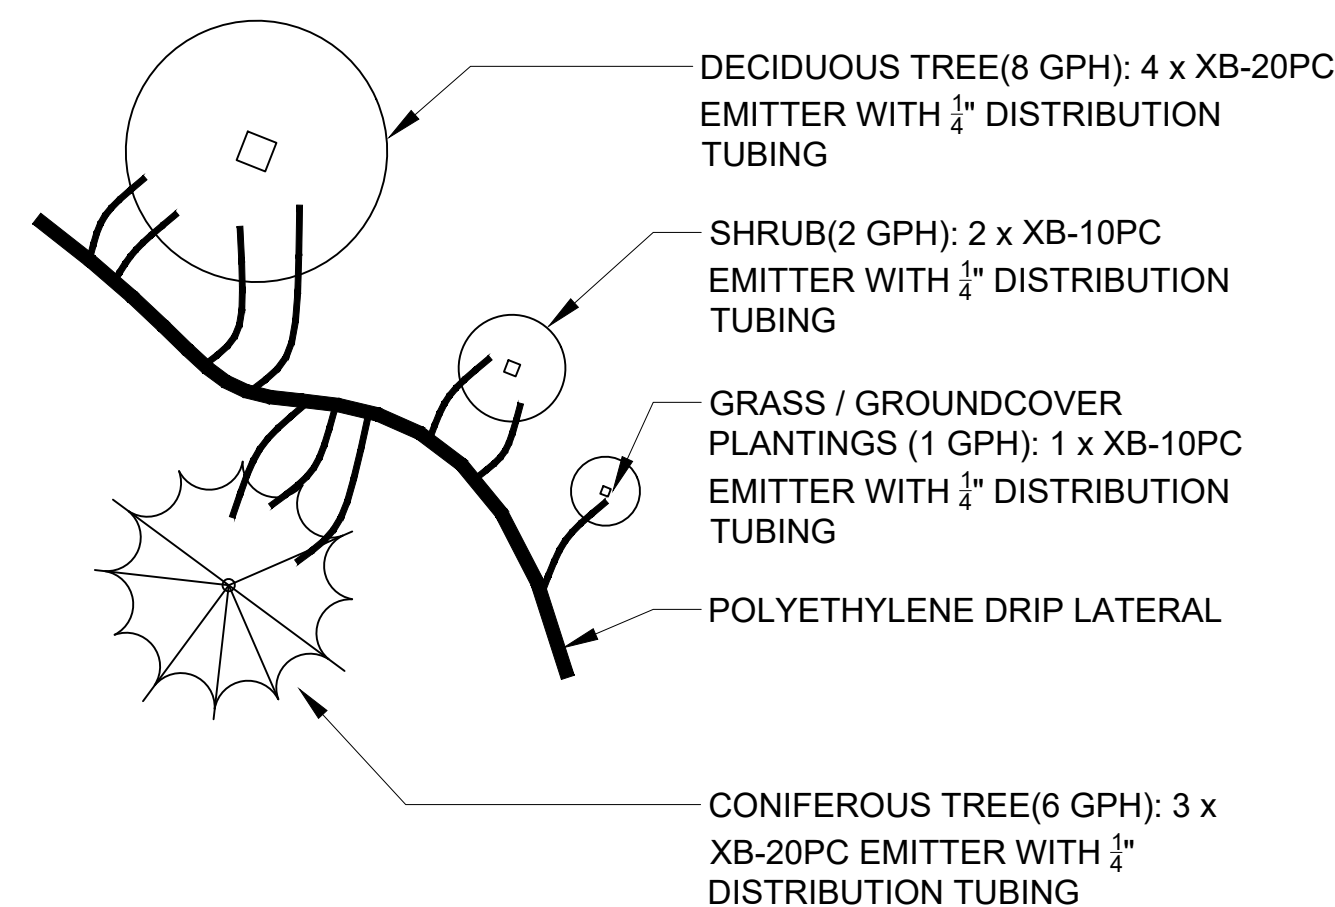 DECIDUOUS TREE(8 GPH): 4 x XB-20PC
EMITTER WITH 1/4" DISTRIBUTION
TUBING
SHRUB(2 GPH): 2 x XB-10PC
EMITTER WITH 1/4" DISTRIBUTION
TUBING
GRASS / GROUNDCOVER
PLANTINGS (1 GPH): 1 x XB-10PC
EMITTER WITH 1/4" DISTRIBUTION
TUBING
POLYETHYLENE DRIP LATERAL
CONIFEROUS TREE(6 GPH): 3 x
XB-20PC EMITTER WITH 1/4"
DISTRIBUTION TUBING